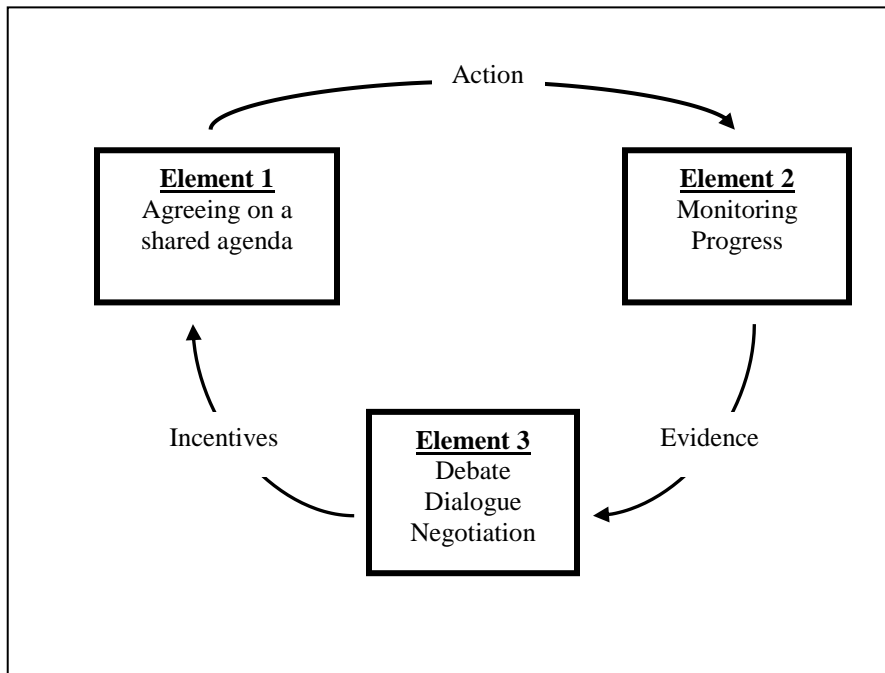 Action
Element 1
Agreeing on a
shared agenda
Element 2
Monitoring
Progress
Incentives
Element 3
Debate
Dialogue
Negotiation
Evidence